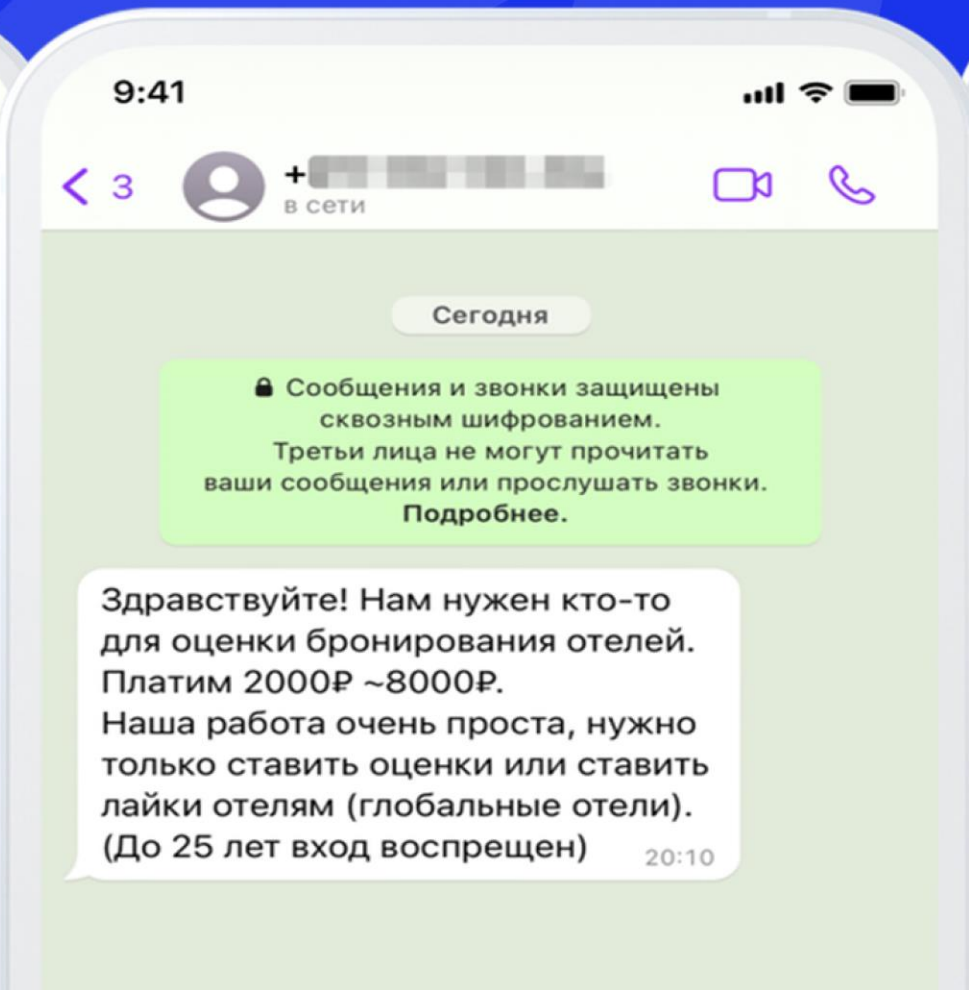 9:41
3
+
в сети
Сегодня
Сообщения и звонки защищены
сквозным шифрованием.
Третьи лица не могут прочитать
ваши сообщения или прослушать звонки.
Подробнее.
Здравствуйте! Нам нужен кто-то
для оценки бронирования отелей.
Платим 2000₽ ~8000₽.
Наша работа очень проста, нужно
только ставить оценки или ставить
лайки отелям (глобальные отели).
(До 25 лет вход воспрещен)
20:10